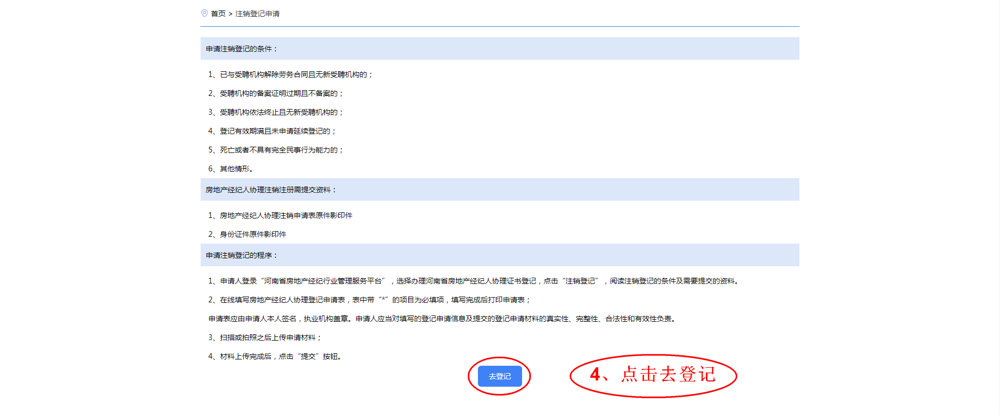 首页 > 注销登记申请
申请注销登记的条件：
1、已与受聘机构解除劳务合同且无新受聘机构的；
2、受聘机构的备案证明过期且不备案的；
3、受聘机构依法终止且无新受聘机构的；
4、登记有效期满且未申请延续登记的；
5、死亡或者不具有完全民事行为能力的；
6、其他情形。
房地产经纪人协理注销注册需提交资料：
1、房地产经纪人协理注销申请表原件影印件
2、身份证件原件影印件
申请注销登记的程序：
1、申请人登录“河南省房地产经纪行业管理服务平台”，选择办理河南省房地产经纪人协理证书登记，点击“注销登记”，阅读注销登记的条件及需要提交的资料。
2、在线填写房地产经纪人协理登记申请表，表中带“*”的项目为必填项，填写完成后打印申请表；
申请表应由申请人本人签名，执业机构盖章。申请人应当对填写的登记申请信息及提交的登记申请材料的真实性、完整性、合法性和有效性负责。
3、扫描或拍照之后上传申请材料；
4、材料上传完成后，点击“提交”按钮。
去登记
4、点击去登记